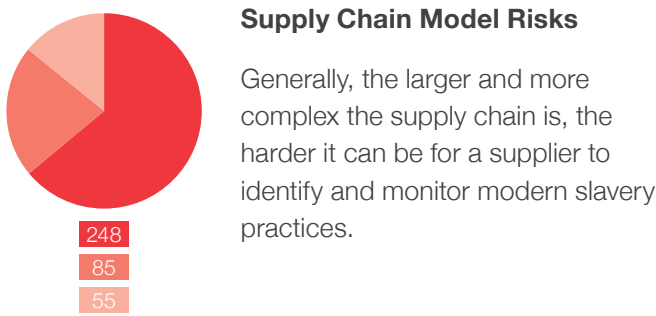 Supply Chain Model Risks
Generally, the larger and more
complex the supply chain is, the
harder it can be for a supplier to
identify and monitor modern slavery
practices.
248
85
55